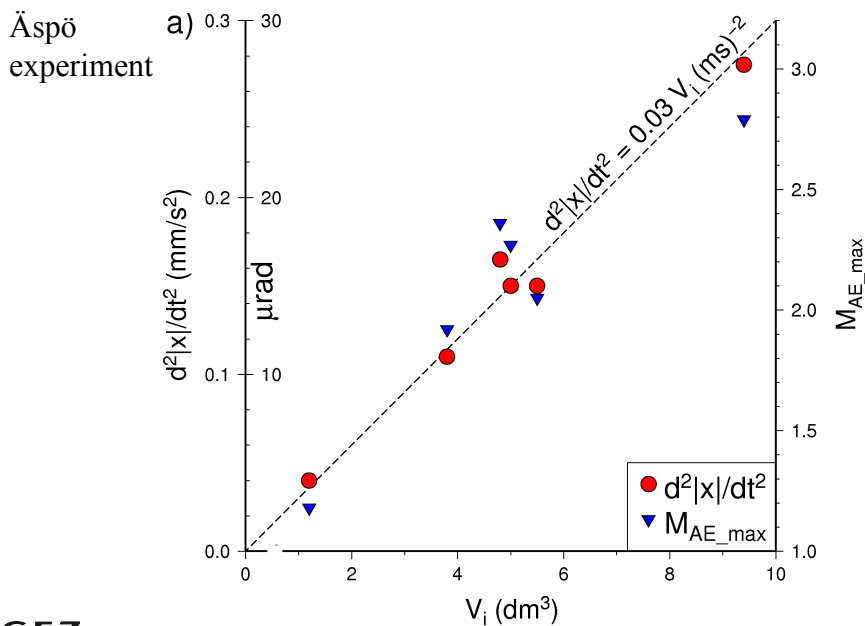 Äspö
experiment
a)
0.3
0.2
0.1
0.0
d²|x|/dt² (mm/s²)
30
20
10
µrad
d²|x|/dt² = 0.03 Vᵢ (ms)⁻²
3.0
2.5
2.0
1.5
1.0
M_AE_max
d²|x|/dt²
M_AE_max
0 2 4 6 8 10
Vᵢ (dm³)